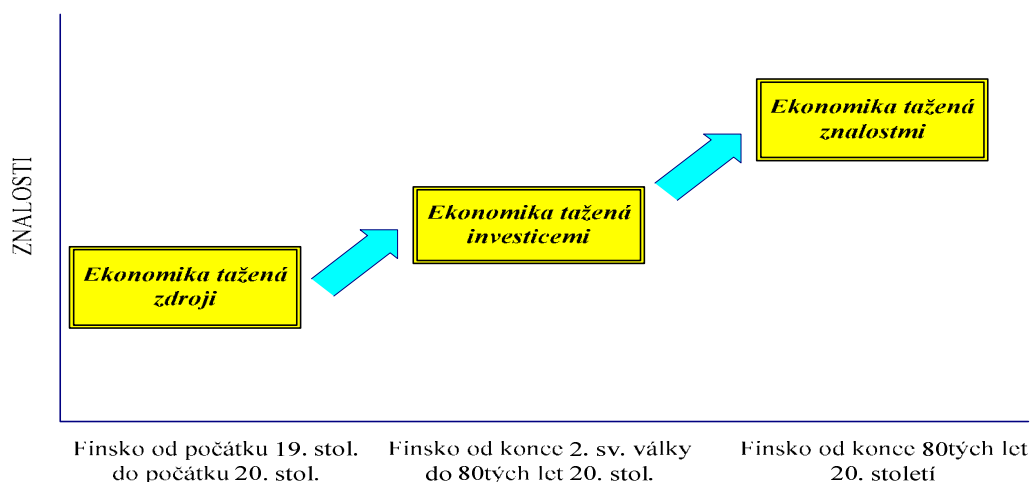 ZNALOSTI
Ekonomika tažená
znalostmi
Ekonomika tažená
investicemi
Ekonomika tažená
zdroji
Finsko od počátku 19. stol.
do počátku 20. stol.
Finsko od konce 2. sv. války
do 80tých let 20. stol.
Finsko od konce 80tých let
20. století